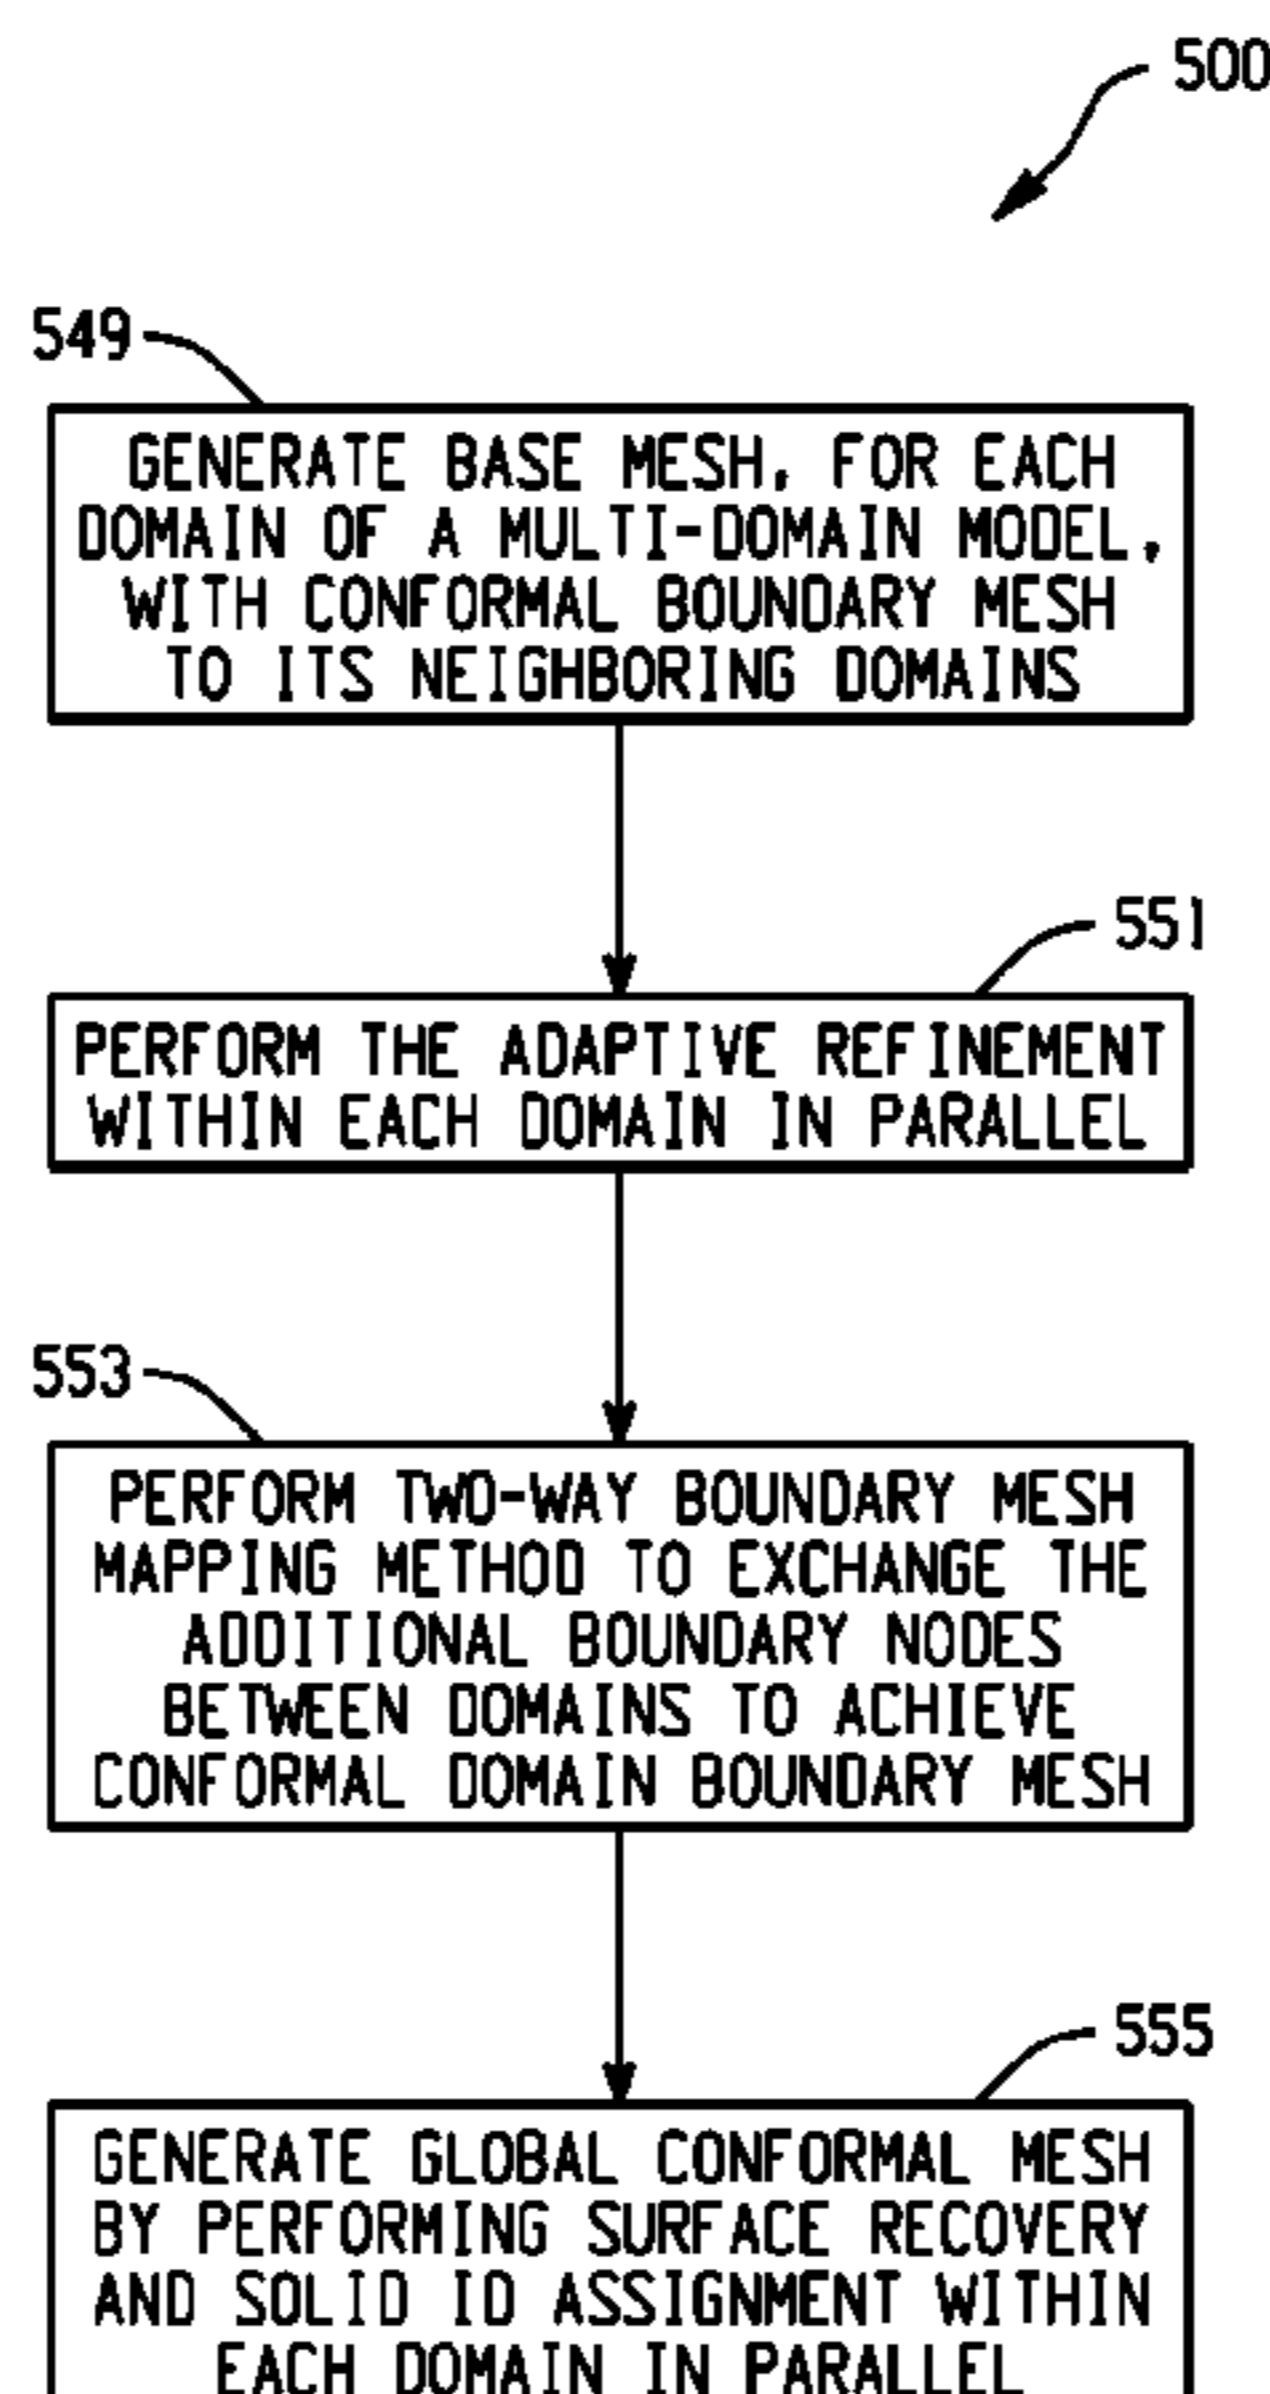 500
549
GENERATE BASE MESH, FOR EACH
DOMAIN OF A MULTI-DOMAIN MODEL,
WITH CONFORMAL BOUNDARY MESH
TO ITS NEIGHBORING DOMAINS
551
PERFORM THE ADAPTIVE REFINEMENT
WITHIN EACH DOMAIN IN PARALLEL
553
PERFORM TWO-WAY BOUNDARY MESH
MAPPING METHOD TO EXCHANGE THE
ADDITIONAL BOUNDARY NODES
BETWEEN DOMAINS TO ACHIEVE
CONFORMAL DOMAIN BOUNDARY MESH
555
GENERATE GLOBAL CONFORMAL MESH
BY PERFORMING SURFACE RECOVERY
AND SOLID ID ASSIGNMENT WITHIN
EACH DOMAIN IN PARALLEL